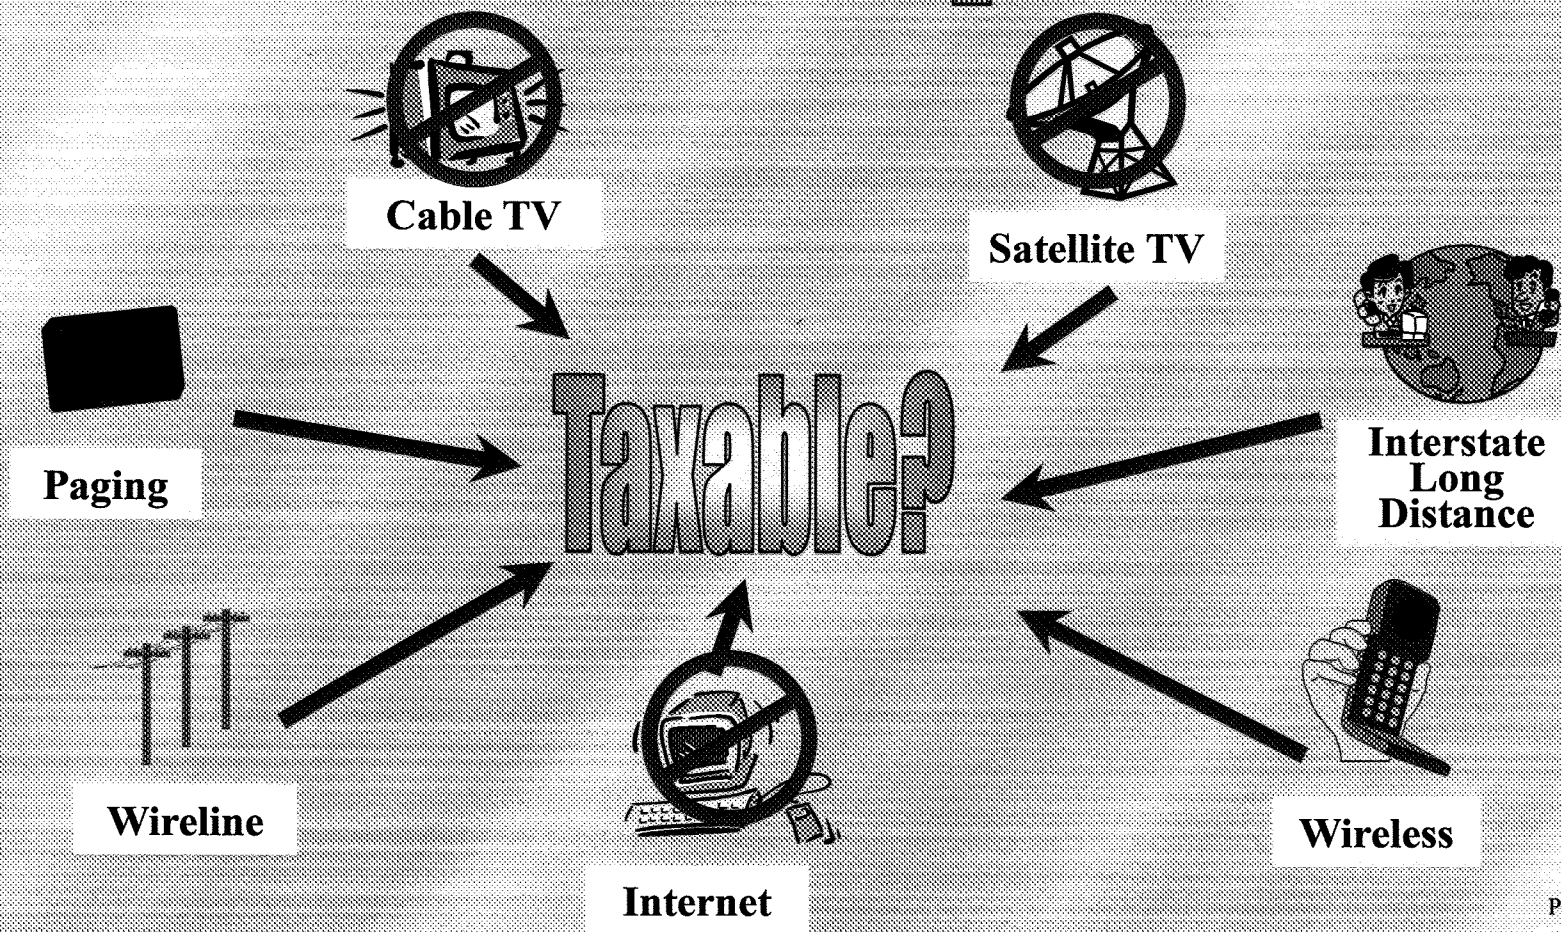 Cable TV
Satellite TV
Paging
Taxable?
Interstate
Long
Distance
Wireline
Internet
Wireless
P